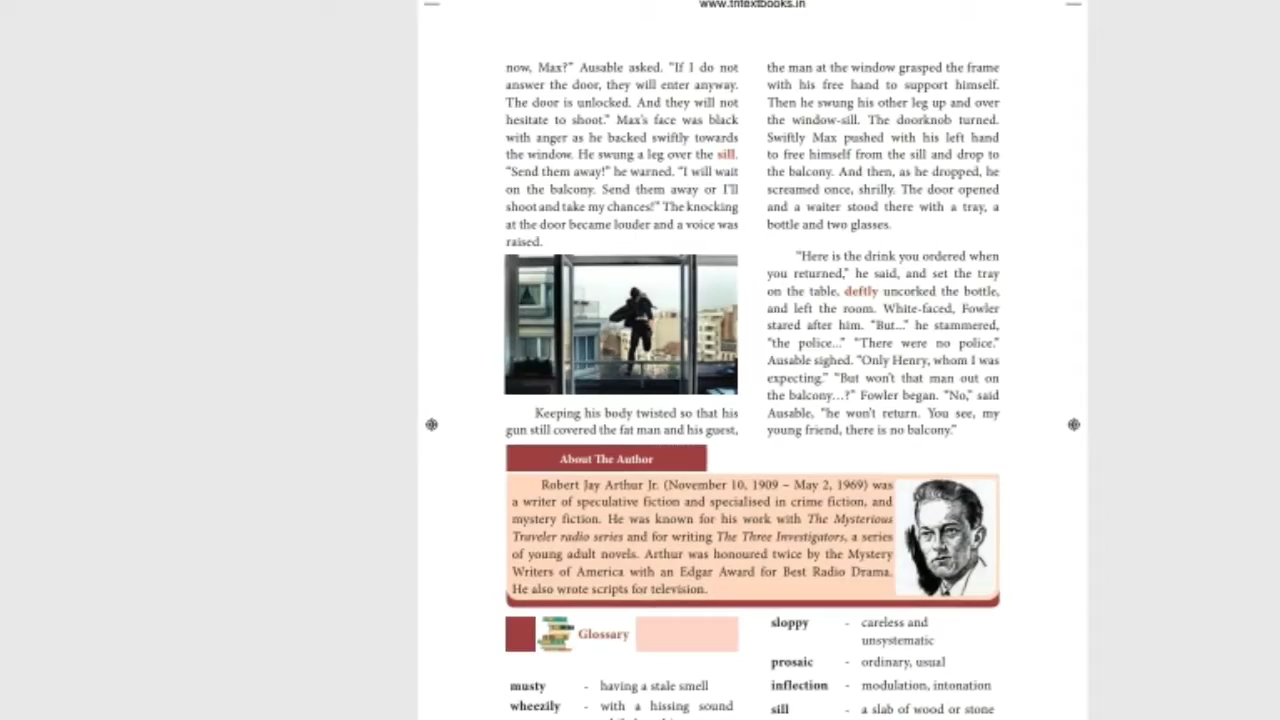 www.tntextbooks.in
now, Max?” Ausable asked. “If I do not
answer the door, they will enter anyway.
The door is unlocked. And they will not
hesitate to shoot.” Max’s face was black
with anger as he backed swiftly towards
the window. He swung a leg over the sill.
“Send them away!” he warned. “I will wait
on the balcony. Send them away or I’ll
shoot and take my chances!” The knocking
at the door became louder and a voice was
raised.
Keeping his body twisted so that his
gun still covered the fat man and his guest,
the man at the window grasped the frame
with his free hand to support himself.
Then he swung his other leg up and over
the window-sill. The doorknob turned.
Swiftly Max pushed with his left hand
to free himself from the sill and drop to
the balcony. And then, as he dropped, he
screamed once, shrilly. The door opened
and a waiter stood there with a tray, a
bottle and two glasses.
“Here is the drink you ordered when
you returned,” he said, and set the tray
on the table, deftly uncorked the bottle,
and left the room. White-faced, Fowler
stared after him. “But...” he stammered,
“the police...” “There were no police.”
Ausable sighed. “Only Henry, whom I was
expecting.” “But won’t that man out on
the balcony...?” Fowler began. “No,” said
Ausable, “he won’t return. You see, my
young friend, there is no balcony.”
About The Author
Robert Jay Arthur Jr. (November 10, 1909 – May 2, 1969) was
a writer of speculative fiction and specialised in crime fiction, and
mystery fiction. He was known for his work with The Mysterious
Traveler radio series and for writing The Three Investigators, a series
of young adult novels. Arthur was honoured twice by the Mystery
Writers of America with an Edgar Award for Best Radio Drama.
He also wrote scripts for television.
Glossary
musty - having a stale smell
wheezily - with a hissing sound
sloppy - careless and
unsystematic
prosaic - ordinary, usual
inflection - modulation, intonation
sill - a slab of wood or stone